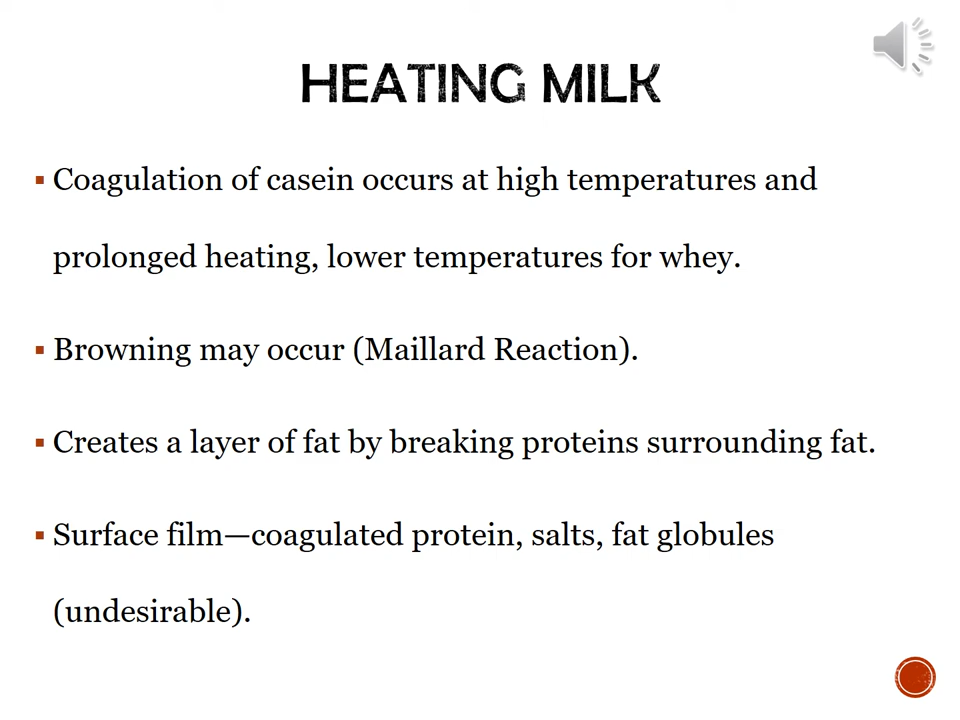 HEATING MILK
▪ Coagulation of casein occurs at high temperatures and
prolonged heating, lower temperatures for whey.
▪ Browning may occur (Maillard Reaction).
▪ Creates a layer of fat by breaking proteins surrounding fat.
▪ Surface film—coagulated protein, salts, fat globules
(undesirable).